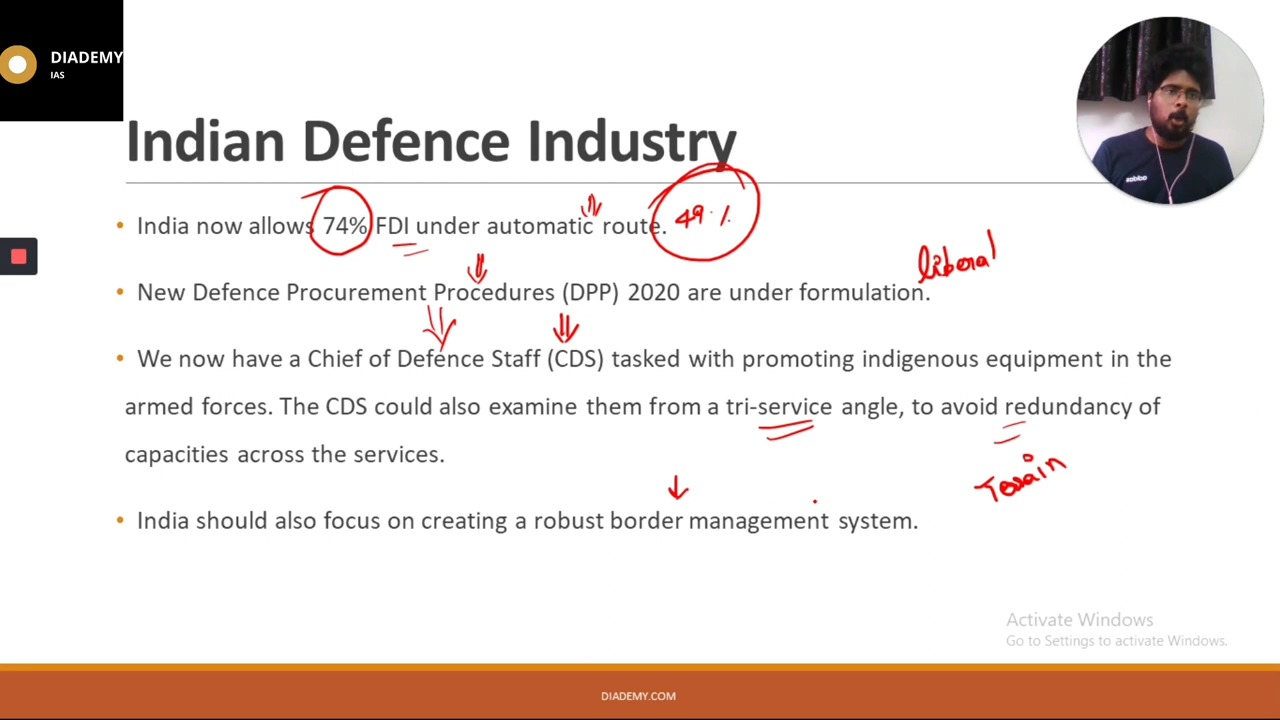 DIADEMY
IAS
Indian Defence Industry
• India now allows 74% FDI under automatic route. 49%
liberal
• New Defence Procurement Procedures (DPP) 2020 are under formulation.
• We now have a Chief of Defence Staff (CDS) tasked with promoting indigenous equipment in the
armed forces. The CDS could also examine them from a tri-service angle, to avoid redundancy of
capacities across the services.
Terrain
• India should also focus on creating a robust border management system.
Activate Windows
Go to Settings to activate Windows.
DIADEMY.COM